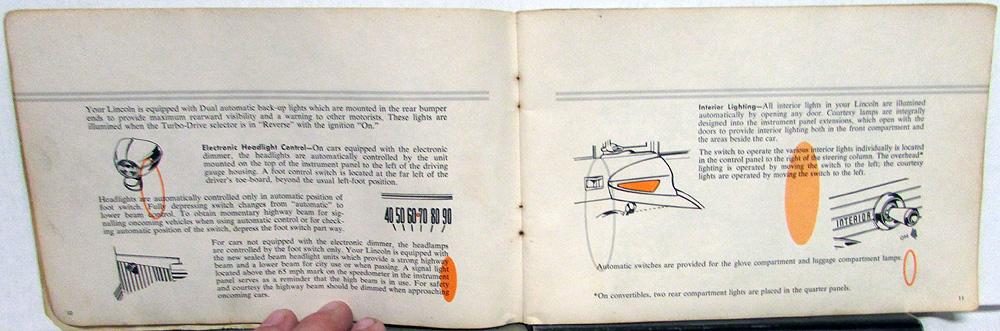 Your Lincoln is equipped with Dual automatic back-up lights which are mounted in the rear bumper
ends to provide maximum rearward visibility and a warning to other motorists. These lights are
illumined when the Turbo-Drive selector is in "Reverse" with the ignition "On."
Electronic Headlight Control—On cars equipped with the electronic
dimmer, the headlights are automatically controlled by the unit
mounted on the top of the instrument panel to the left of the driving
gauge housing. A foot control switch is located at the far left of the
driver's toe-board, beyond the usual left-foot position.
Headlights are automatically controlled only in automatic position of
foot switch. Fully depressing switch changes from "automatic" to
lower beam control. To obtain momentary highway beam for sig-
nalling oncoming vehicles when using automatic control or for check-
ing automatic position of the switch, depress the foot switch part way.
40 50 60 70 80 90
For cars not equipped with the electronic dimmer, the headlamps
are controlled by the foot switch only. Your Lincoln is equipped with
the new sealed beam headlight units which provide a strong highway
beam and a lower beam for city use or when passing. A signal light
located above the 65 mph mark on the speedometer in the instrument
panel serves as a reminder that the high beam is in use. For safety
and courtesy the highway beam should be dimmed when approaching
oncoming cars.
10
Interior Lighting—All interior lights in your Lincoln are illumined
automatically by opening any door. Courtesy lamps are integrally
designed into the instrument panel extensions, which open with the
doors to provide interior lighting both in the front compartment and
the areas beside the car.
The switch to operate the various interior lights individually is located
in the control panel to the right of the steering column. The overhead*
lighting is operated by moving the switch to the left; the courtesy
lights are operated by moving the switch to the left.
INTERIOR
ON
Automatic switches are provided for the glove compartment and luggage compartment lamps.
*On convertibles, two rear compartment lights are placed in the quarter panels.
11